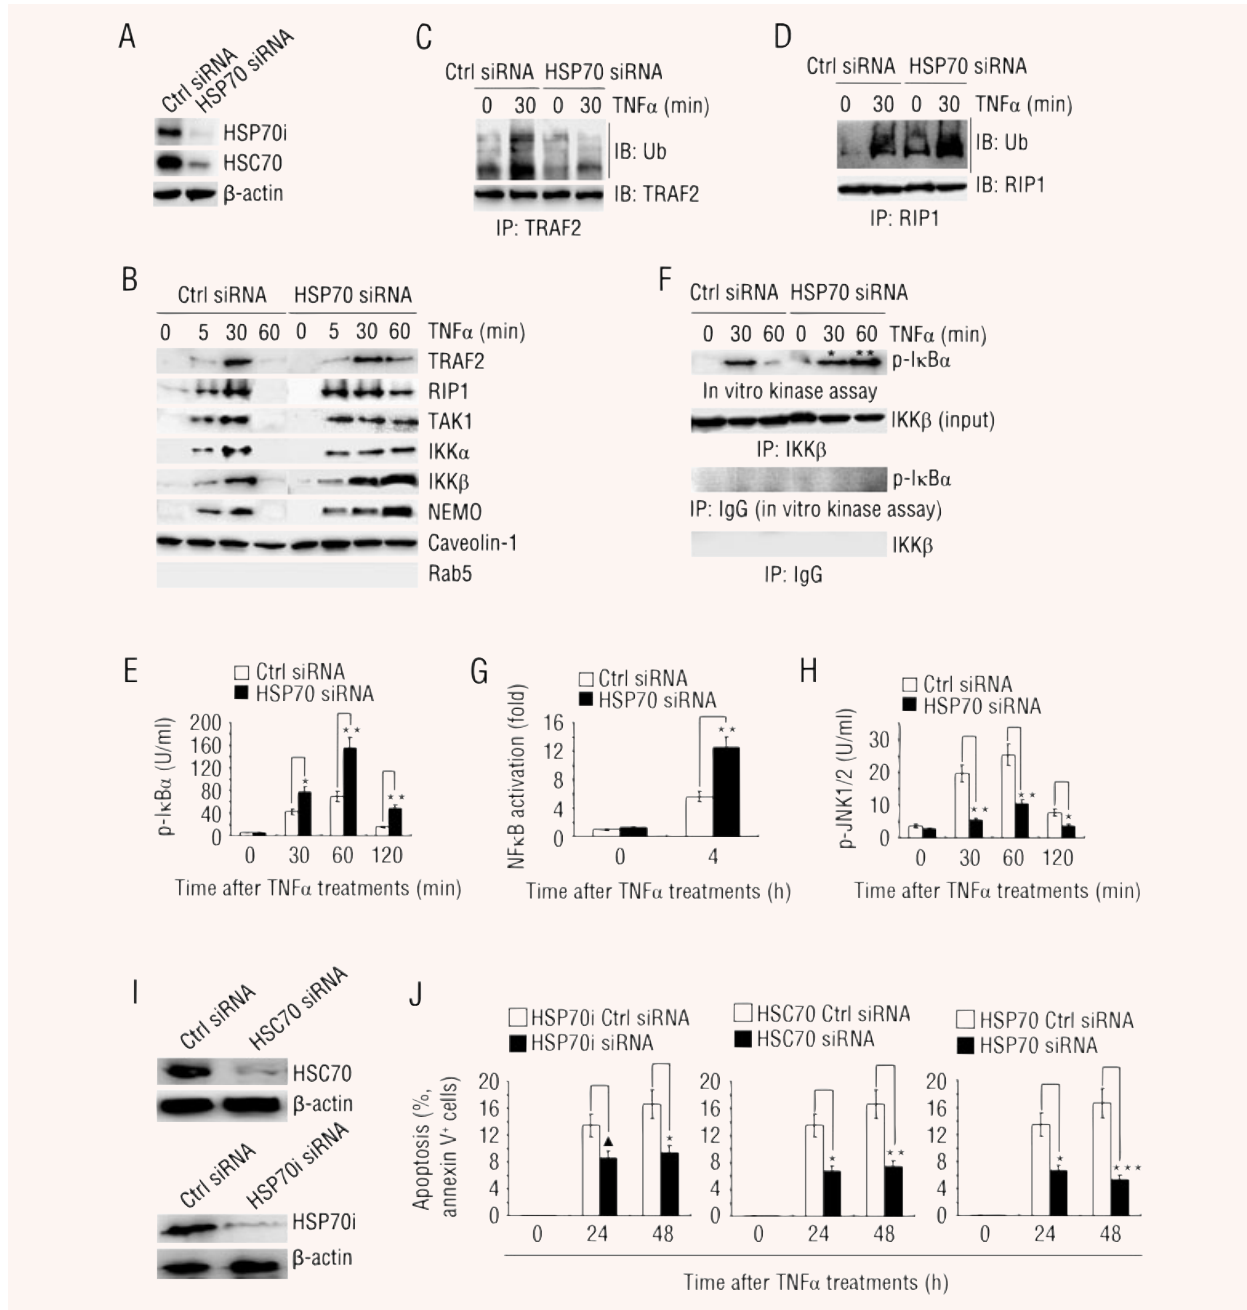 A
Ctrl siRNA
HSP70 siRNA
HSP70i
HSC70
β-actin
C
Ctrl siRNA HSP70 siRNA
0 30 0 30 TNFα (min)
IB: Ub
IB: TRAF2
IP: TRAF2
D
Ctrl siRNA HSP70 siRNA
0 30 0 30 TNFα (min)
IB: Ub
IB: RIP1
IP: RIP1
B
Ctrl siRNA HSP70 siRNA
0 5 30 60 0 5 30 60 TNFα (min)
TRAF2
RIP1
TAK1
IKKα
IKKβ
NEMO
Caveolin-1
Rab5
F
Ctrl siRNA HSP70 siRNA
0 30 60 0 30 60 TNFα (min)
* **
p-IκBα
In vitro kinase assay
IKKβ (input)
IP: IKKβ
p-IκBα
IP: IgG (in vitro kinase assay)
IKKβ
IP: IgG
E
Ctrl siRNA
HSP70 siRNA
p-IκBα (U/ml)
200
160
120
80
40
0
* ** **
0 30 60 120
Time after TNFα treatments (min)
G
Ctrl siRNA
HSP70 siRNA
NFκB activation (fold)
16
12
8
4
0
**
0 4
Time after TNFα treatments (h)
H
Ctrl siRNA
HSP70 siRNA
p-JNK1/2 (U/ml)
30
20
10
0
** ** *
0 30 60 120
Time after TNFα treatments (min)
I
Ctrl siRNA
HSC70 siRNA
HSC70
β-actin
Ctrl siRNA
HSP70i siRNA
HSP70i
β-actin
J
HSP70i Ctrl siRNA
HSP70i siRNA
Apoptosis (%,
annexin V⁺ cells)
20
16
12
8
4
0
▲ *
0 24 48
HSC70 Ctrl siRNA
HSC70 siRNA
20
16
12
8
4
0
* **
0 24 48
HSP70 Ctrl siRNA
HSP70 siRNA
20
16
12
8
4
0
* ***
0 24 48
Time after TNFα treatments (h)